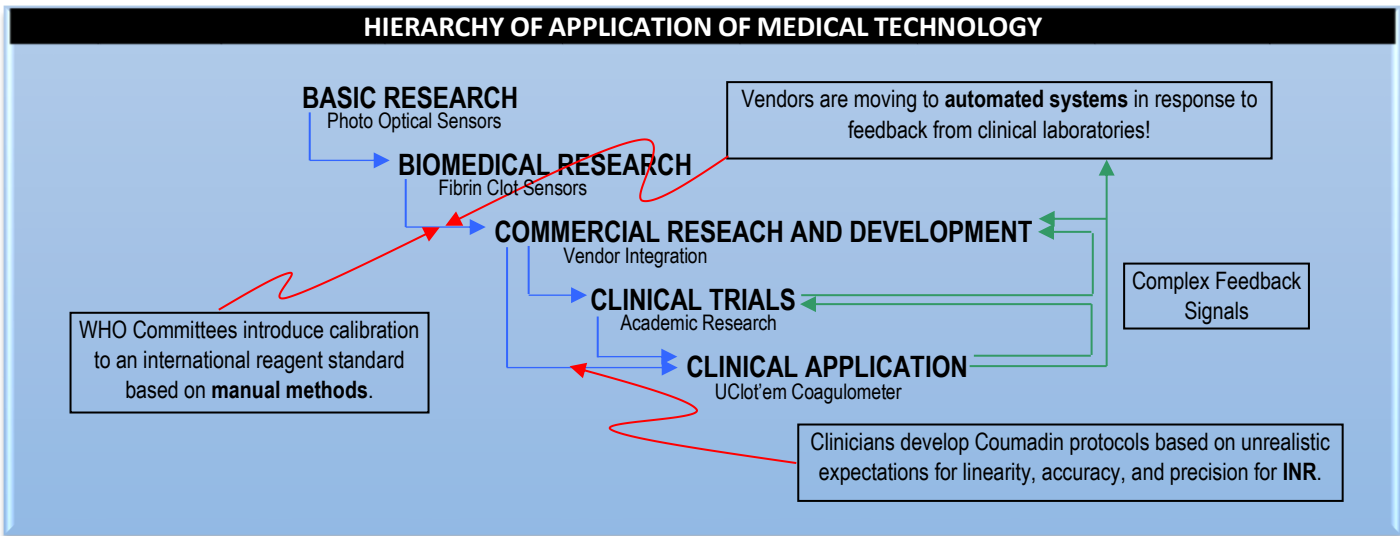 HIERARCHY OF APPLICATION OF MEDICAL TECHNOLOGY
BASIC RESEARCH
Photo Optical Sensors
Vendors are moving to automated systems in response to
feedback from clinical laboratories!
BIOMEDICAL RESEARCH
Fibrin Clot Sensors
COMMERCIAL RESEACH AND DEVELOPMENT
Vendor Integration
Complex Feedback
Signals
CLINICAL TRIALS
Academic Research
WHO Committees introduce calibration
to an international reagent standard
based on manual methods.
CLINICAL APPLICATION
UClot'em Coagulometer
Clinicians develop Coumadin protocols based on unrealistic
expectations for linearity, accuracy, and precision for INR.